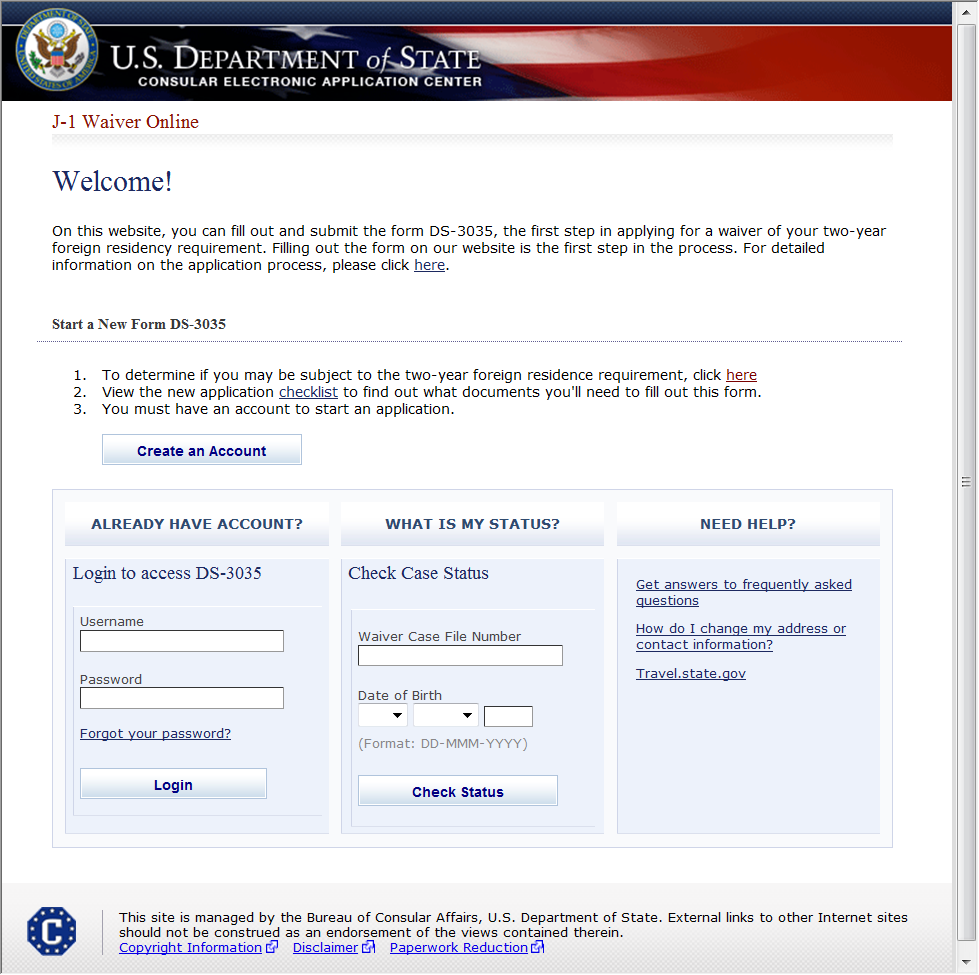 U.S. DEPARTMENT of STATE
CONSULAR ELECTRONIC APPLICATION CENTER
J-1 Waiver Online
Welcome!
On this website, you can fill out and submit the form DS-3035, the first step in applying for a waiver of your two-year
foreign residency requirement. Filling out the form on our website is the first step in the process. For detailed
information on the application process, please click here.
Start a New Form DS-3035
1. To determine if you may be subject to the two-year foreign residence requirement, click here
2. View the new application checklist to find out what documents you'll need to fill out this form.
3. You must have an account to start an application.
Create an Account
ALREADY HAVE ACCOUNT?
Login to access DS-3035
Username
Password
Forgot your password?
Login
WHAT IS MY STATUS?
Check Case Status
Waiver Case File Number
Date of Birth
(Format: DD-MMM-YYYY)
Check Status
NEED HELP?
Get answers to frequently asked
questions
How do I change my address or
contact information?
Travel.state.gov
C
This site is managed by the Bureau of Consular Affairs, U.S. Department of State. External links to other Internet sites
should not be construed as an endorsement of the views contained therein.
Copyright Information Disclaimer Paperwork Reduction